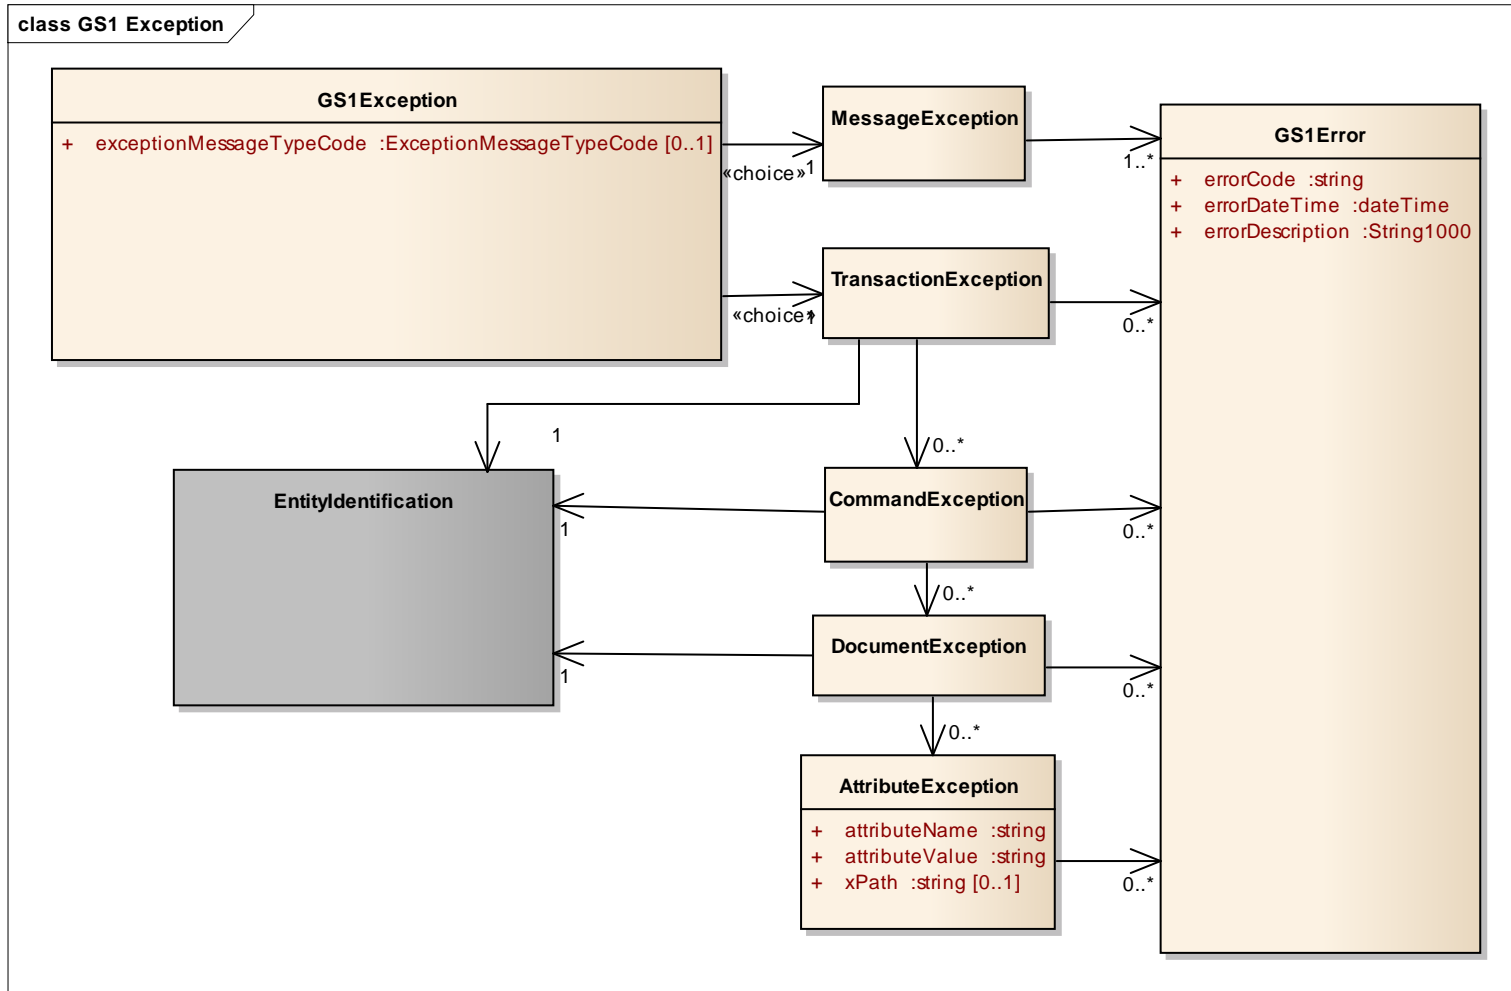 class GS1 Exception
GS1Exception
+ exceptionMessageTypeCode :ExceptionMessageTypeCode [0..1]
MessageException
GS1Error
+ errorCode :string
+ errorDateTime :dateTime
+ errorDescription :String1000
«choice» 1
1..*
TransactionException
«choice» 1
0..*
1
0..*
EntityIdentification
CommandException
1
0..*
0..*
DocumentException
1
0..*
0..*
AttributeException
+ attributeName :string
+ attributeValue :string
+ xPath :string [0..1]
0..*